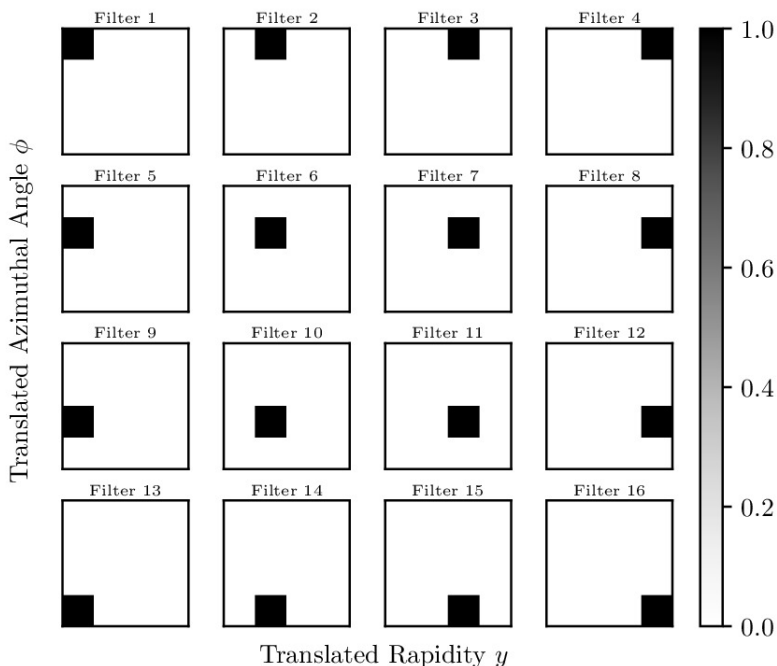 Filter 1 Filter 2 Filter 3 Filter 4
1.0
Filter 5 Filter 6 Filter 7 Filter 8
0.8
0.6
Filter 9 Filter 10 Filter 11 Filter 12
0.4
Filter 13 Filter 14 Filter 15 Filter 16
0.2
0.0
Translated Azimuthal Angle ϕ
Translated Rapidity y